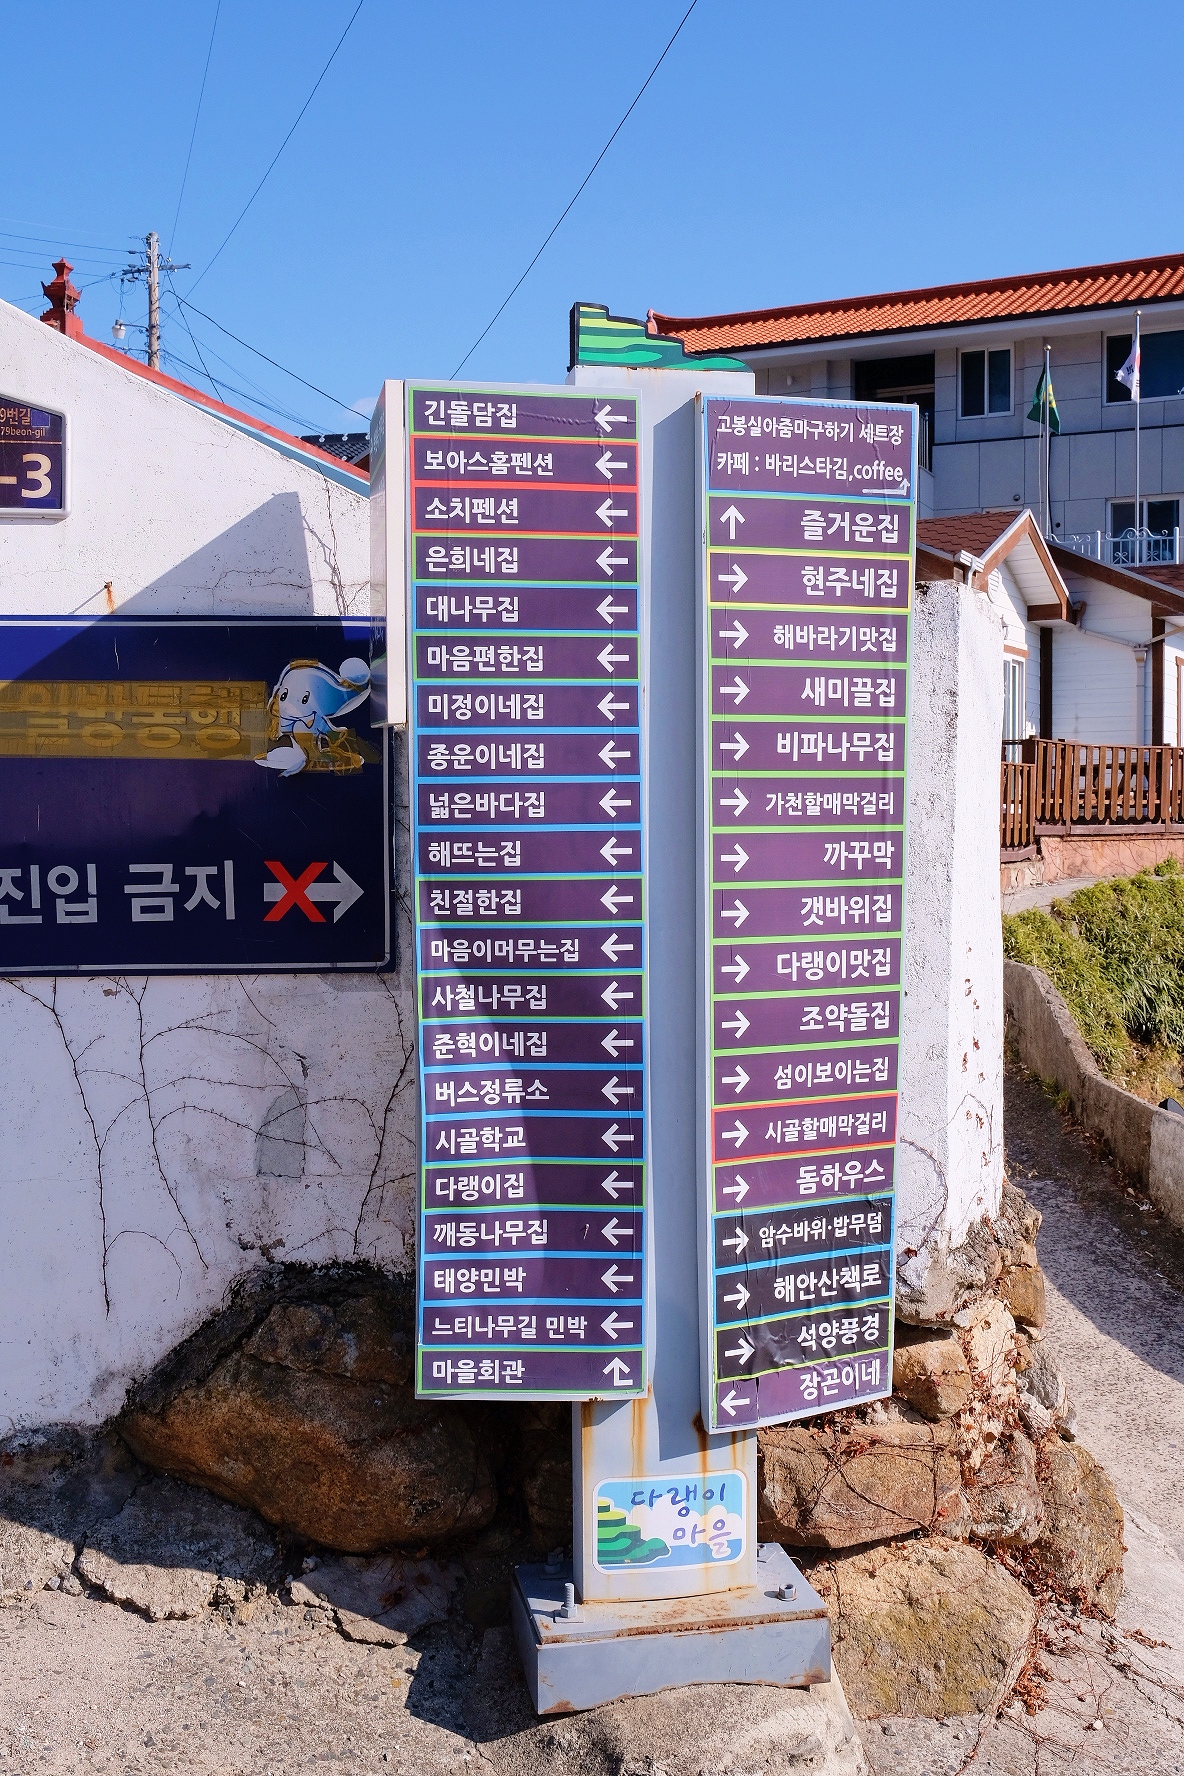 9번길
79beon-gil
-3
일방통행
진입 금지
긴돌담집
보아스홈펜션
소치펜션
은희네집
대나무집
마음편한집
미정이네집
종운이네집
넓은바다집
해뜨는집
친절한집
마음이머무는집
사철나무집
준혁이네집
버스정류소
시골학교
다랭이집
깨동나무집
태양민박
느티나무길 민박
마을회관
고봉실아줌마구하기 세트장
카페 : 바리스타김,coffee
즐거운집
현주네집
해바라기맛집
새미끌집
비파나무집
가천할매막걸리
까꾸막
갯바위집
다랭이맛집
조약돌집
섬이보이는집
시골할매막걸리
돔하우스
암수바위·밥무덤
해안산책로
석양풍경
장곤이네
다랭이
마을